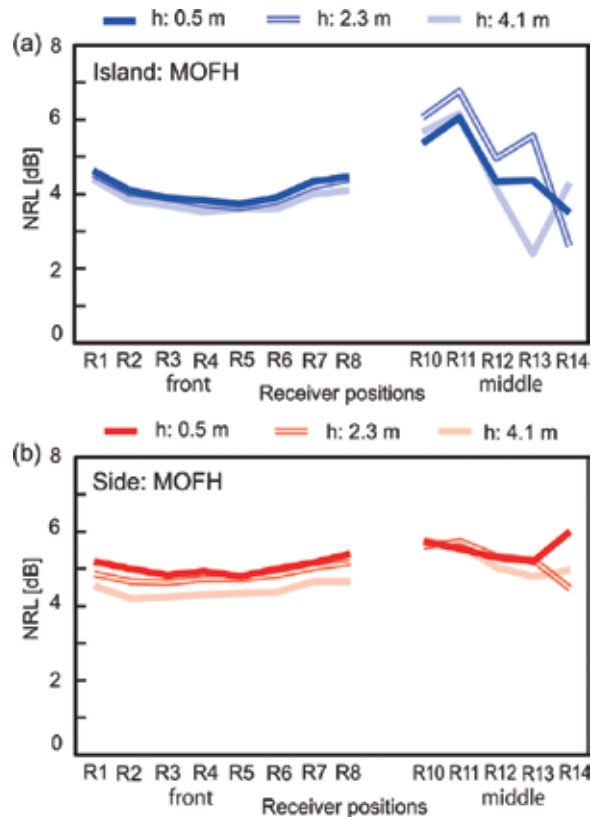 h: 0.5 m h: 2.3 m h: 4.1 m
(a)
8
Island: MOFH
6
4
2
0
NRL [dB]
R1 R2 R3 R4 R5 R6 R7 R8 R10 R11 R12 R13 R14
front Receiver positions middle
h: 0.5 m h: 2.3 m h: 4.1 m
(b)
8
Side: MOFH
6
4
2
0
NRL [dB]
R1 R2 R3 R4 R5 R6 R7 R8 R10 R11 R12 R13 R14
front Receiver positions middle